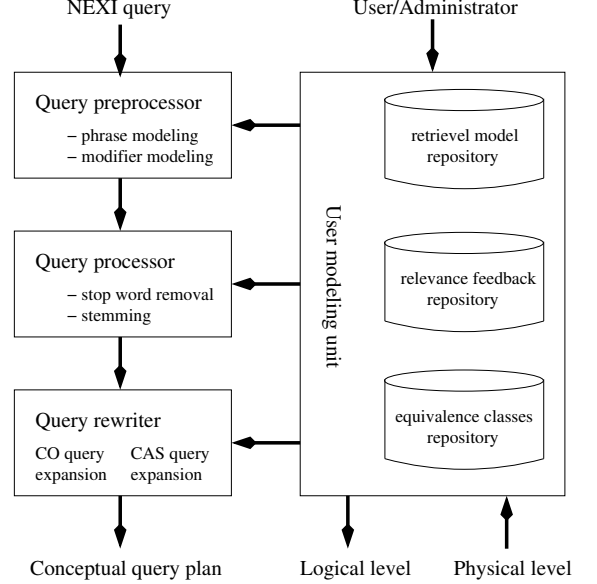 NEXI query
User/Administrator
Query preprocessor
– phrase modeling
– modifier modeling
Query processor
– stop word removal
– stemming
Query rewriter
CO query
expansion
CAS query
expansion
User modeling unit
retrievel model
repository
relevance feedback
repository
equivalence classes
repository
Conceptual query plan
Logical level
Physical level